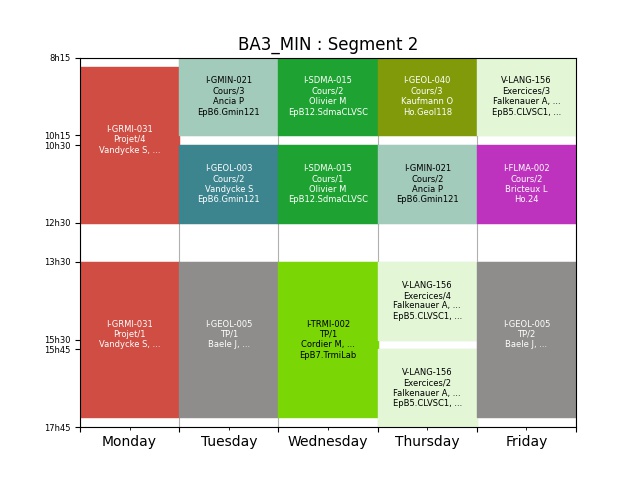 BA3_MIN : Segment 2
8h15
10h15
10h30
12h30
13h30
15h30
15h45
17h45
I-GRMI-031
Projet/4
Vandycke S, ...
I-GRMI-031
Projet/1
Vandycke S, ...
I-GMIN-021
Cours/3
Ancia P
EpB6.Gmin121
I-GEOL-003
Cours/2
Vandycke S
EpB6.Gmin121
I-GEOL-005
TP/1
Baele J, ...
I-SDMA-015
Cours/2
Olivier M
EpB12.SdmaCLVSC
I-SDMA-015
Cours/1
Olivier M
EpB12.SdmaCLVSC
I-TRMI-002
TP/1
Cordier M, ...
EpB7.TrmiLab
I-GEOL-040
Cours/3
Kaufmann O
Ho.Geol118
I-GMIN-021
Cours/2
Ancia P
EpB6.Gmin121
V-LANG-156
Exercices/4
Falkenauer A, ...
EpB5.CLVSC1, ...
V-LANG-156
Exercices/2
Falkenauer A, ...
EpB5.CLVSC1, ...
V-LANG-156
Exercices/3
Falkenauer A, ...
EpB5.CLVSC1, ...
I-FLMA-002
Cours/2
Bricteux L
Ho.24
I-GEOL-005
TP/2
Baele J, ...
Monday
Tuesday
Wednesday
Thursday
Friday